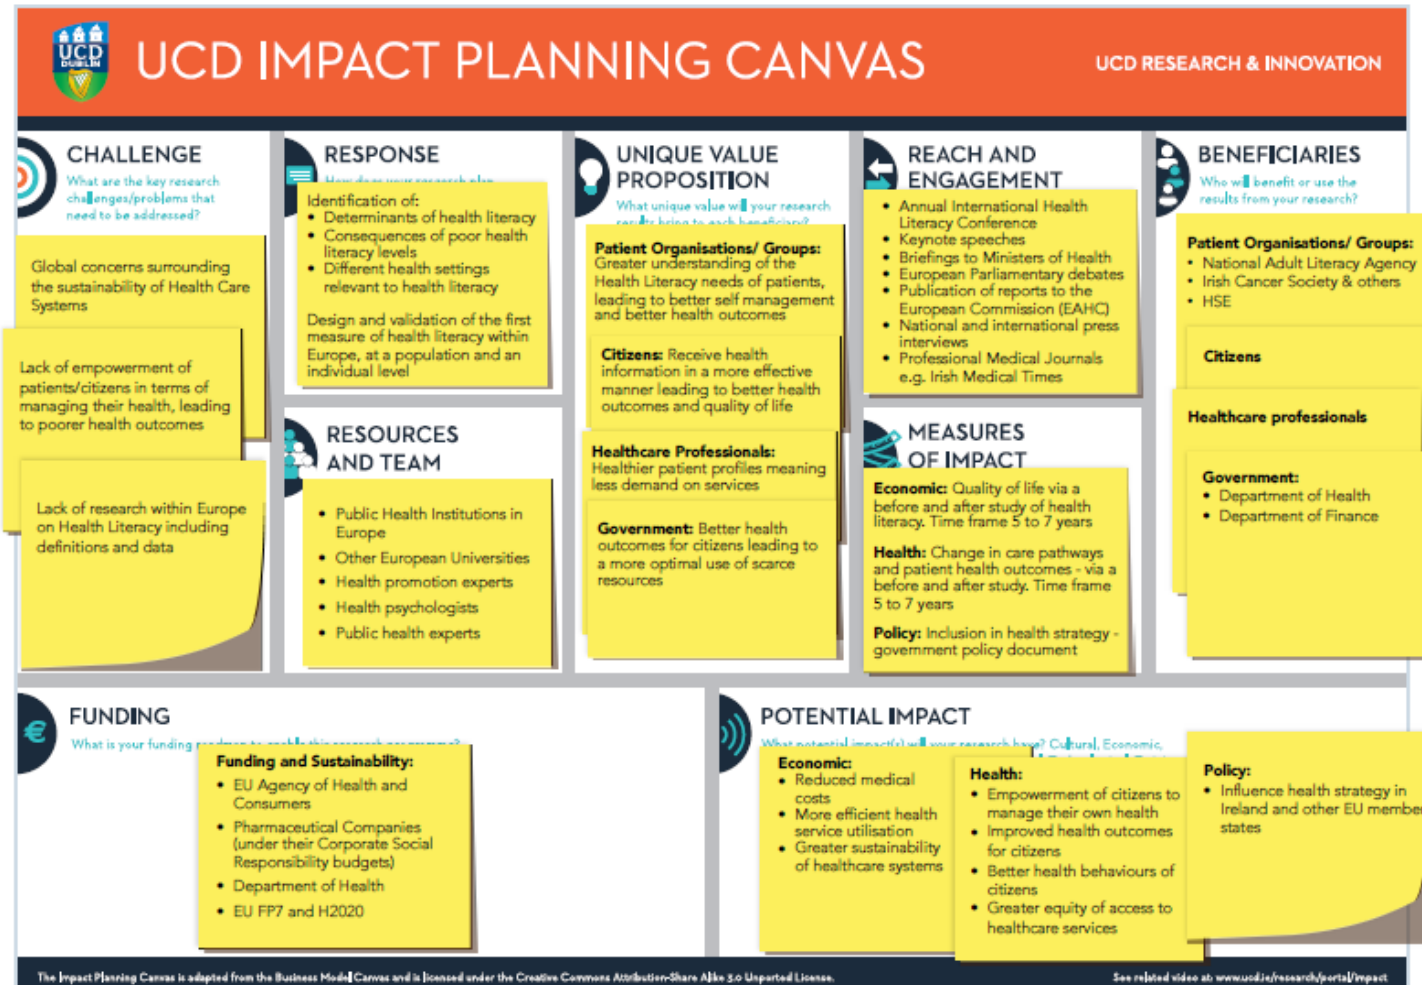 UCD
DUBLIN
UCD IMPACT PLANNING CANVAS
UCD RESEARCH & INNOVATION
CHALLENGE
What are the key research
challenges/problems that
need to be addressed?
Global concerns surrounding
the sustainability of Health Care
Systems
Lack of empowerment of
patients/citizens in terms of
managing their health, leading
to poorer health outcomes
Lack of research within Europe
on Health Literacy including
definitions and data
RESPONSE
How does your research plan
Identification of:
• Determinants of health literacy
• Consequences of poor health
literacy levels
• Different health settings
relevant to health literacy
Design and validation of the first
measure of health literacy within
Europe, at a population and an
individual level
RESOURCES
AND TEAM
• Public Health Institutions in
Europe
• Other European Universities
• Health promotion experts
• Health psychologists
• Public health experts
UNIQUE VALUE
PROPOSITION
What unique value will your research
results bring to each beneficiary?
Patient Organisations/ Groups:
Greater understanding of the
Health Literacy needs of patients,
leading to better self management
and better health outcomes
Citizens: Receive health
information in a more effective
manner leading to better health
outcomes and quality of life
Healthcare Professionals:
Healthier patient profiles meaning
less demand on services
Government: Better health
outcomes for citizens leading to
a more optimal use of scarce
resources
REACH AND
ENGAGEMENT
• Annual International Health
Literacy Conference
• Keynote speeches
• Briefings to Ministers of Health
• European Parliamentary debates
• Publication of reports to the
European Commission (EAHC)
• National and international press
interviews
• Professional Medical Journals
e.g. Irish Medical Times
MEASURES
OF IMPACT
Economic: Quality of life via a
before and after study of health
literacy. Time frame 5 to 7 years
Health: Change in care pathways
and patient health outcomes - via a
before and after study. Time frame
5 to 7 years
Policy: Inclusion in health strategy -
government policy document
BENEFICIARIES
Who will benefit or use the
results from your research?
Patient Organisations/ Groups:
• National Adult Literacy Agency
• Irish Cancer Society & others
• HSE
Citizens
Healthcare professionals
Government:
• Department of Health
• Department of Finance
€
FUNDING
What is your funding roadmap to enable this research programme?
Funding and Sustainability:
• EU Agency of Health and
Consumers
• Pharmaceutical Companies
(under their Corporate Social
Responsibility budgets)
• Department of Health
• EU FP7 and H2020
POTENTIAL IMPACT
What potential impact(s) will your research have? Cultural, Economic,
Economic:
• Reduced medical
costs
• More efficient health
service utilisation
• Greater sustainability
of healthcare systems
Health:
• Empowerment of citizens to
manage their own health
• Improved health outcomes
for citizens
• Better health behaviours of
citizens
• Greater equity of access to
healthcare services
Policy:
• Influence health strategy in
Ireland and other EU member
states
The Impact Planning Canvas is adapted from the Business Model Canvas and is licensed under the Creative Commons Attribution-Share Alike 3.0 Unported License.
See related video at: www.ucd.ie/research/portal/impact